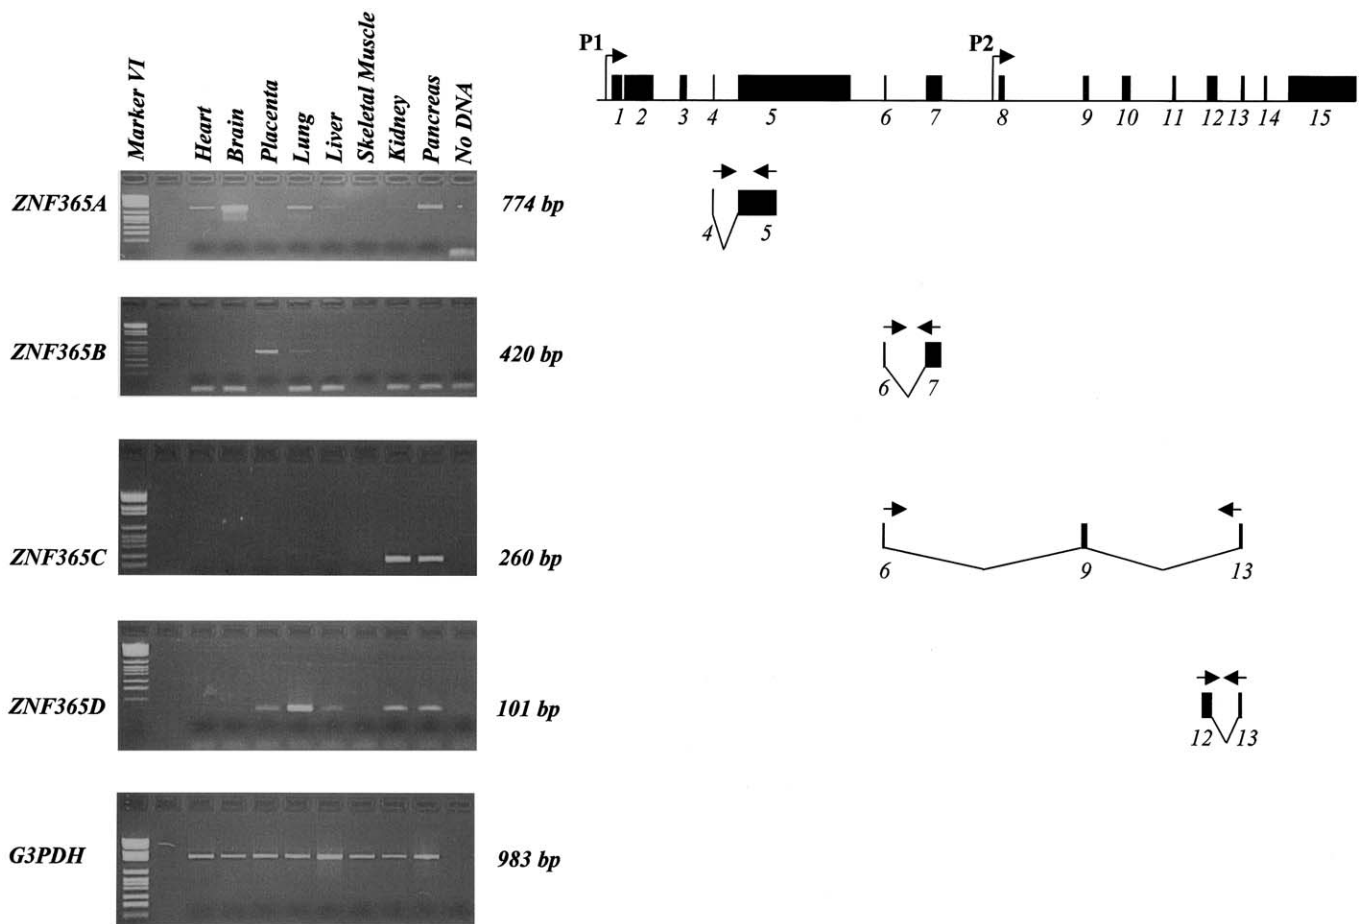 Marker VI
Heart
Brain
Placenta
Lung
Liver
Skeletal Muscle
Kidney
Pancreas
No DNA
P1
P2
1 2 3 4 5 6 7 8 9 10 11 12 13 14 15
ZNF365A
774 bp
4 5
ZNF365B
420 bp
6 7
ZNF365C
260 bp
6 9 13
ZNF365D
101 bp
12 13
G3PDH
983 bp